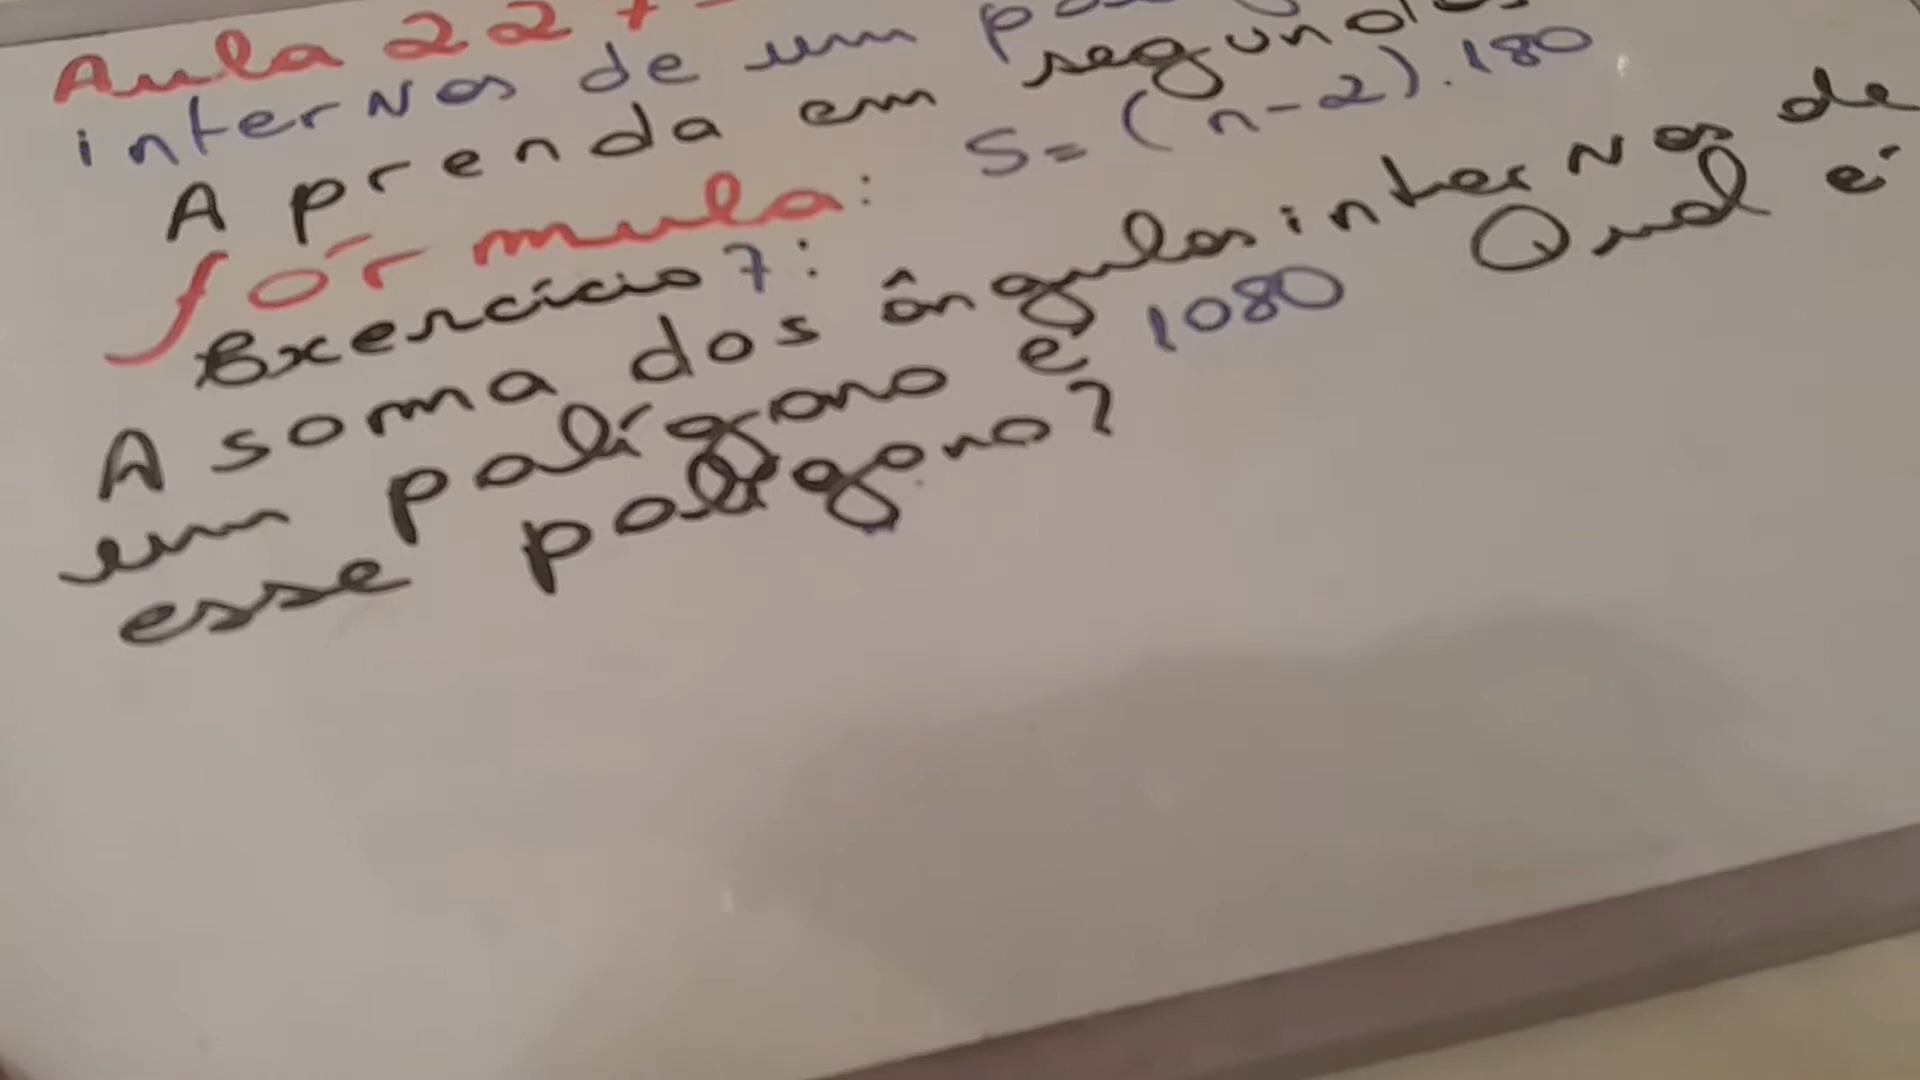 Aula 227
internos de um
Aprenda em segundos
fórmula: S = (n-2).180
Exercício 7:
A soma dos ângulos internos de
um polígono é 1080 Qual é
esse polígono?